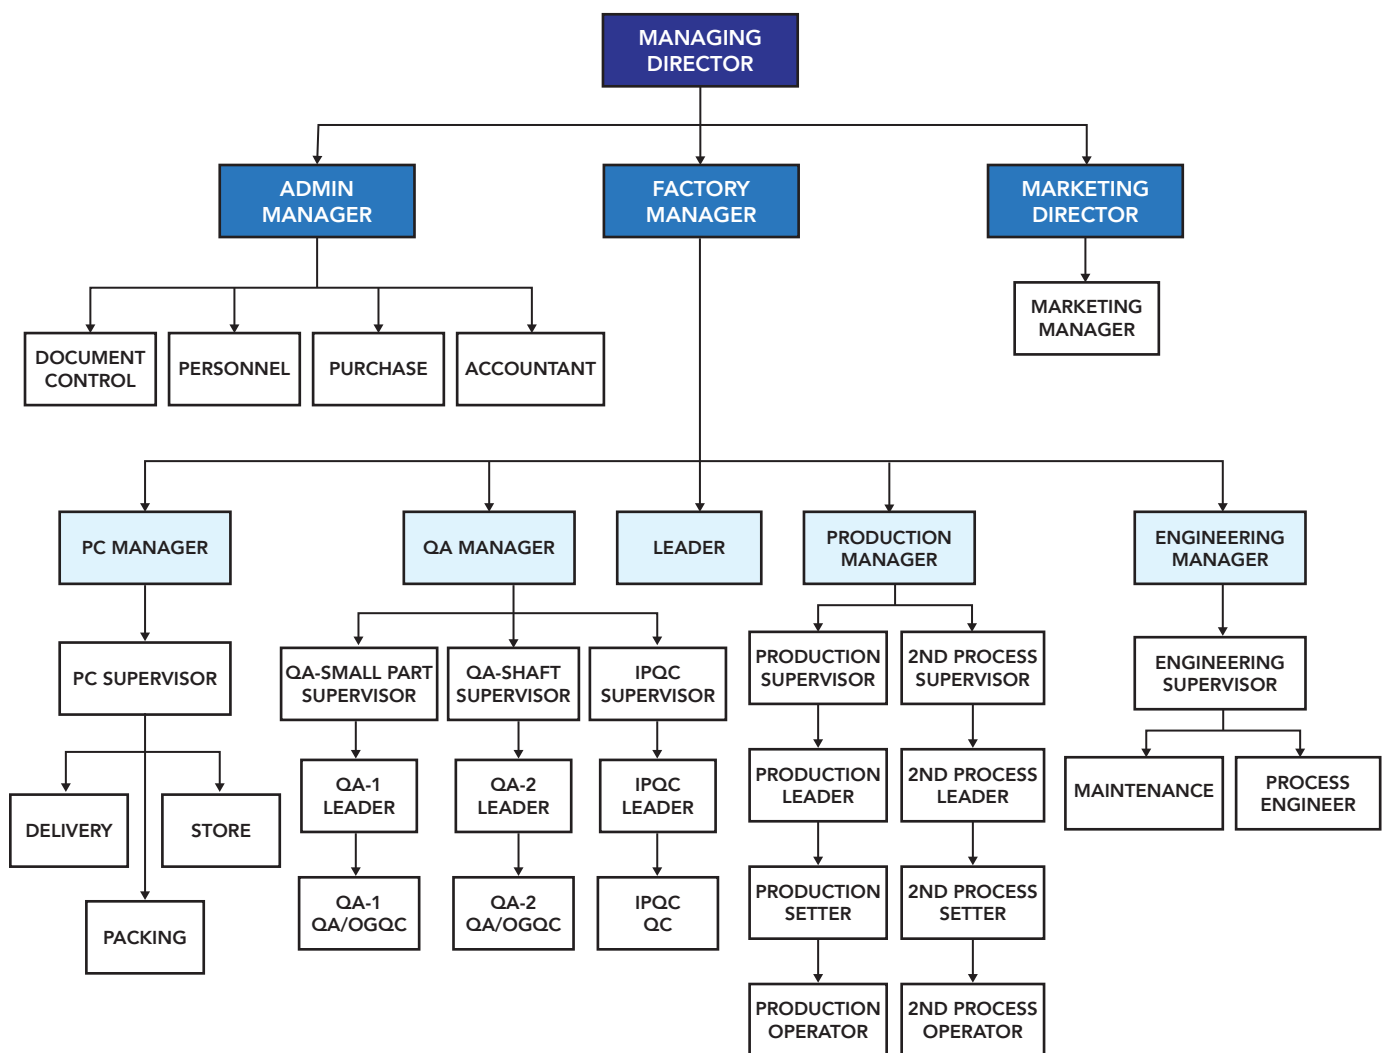 MANAGING
DIRECTOR
ADMIN
MANAGER
FACTORY
MANAGER
MARKETING
DIRECTOR
MARKETING
MANAGER
DOCUMENT
CONTROL
PERSONNEL
PURCHASE
ACCOUNTANT
PC MANAGER
QA MANAGER
LEADER
PRODUCTION
MANAGER
ENGINEERING
MANAGER
PC SUPERVISOR
QA-SMALL PART
SUPERVISOR
QA-SHAFT
SUPERVISOR
IPQC
SUPERVISOR
PRODUCTION
SUPERVISOR
2ND PROCESS
SUPERVISOR
ENGINEERING
SUPERVISOR
DELIVERY
STORE
QA-1
LEADER
QA-2
LEADER
IPQC
LEADER
PRODUCTION
LEADER
2ND PROCESS
LEADER
MAINTENANCE
PROCESS
ENGINEER
PACKING
QA-1
QA/OGQC
QA-2
QA/OGQC
IPQC
QC
PRODUCTION
SETTER
2ND PROCESS
SETTER
PRODUCTION
OPERATOR
2ND PROCESS
OPERATOR